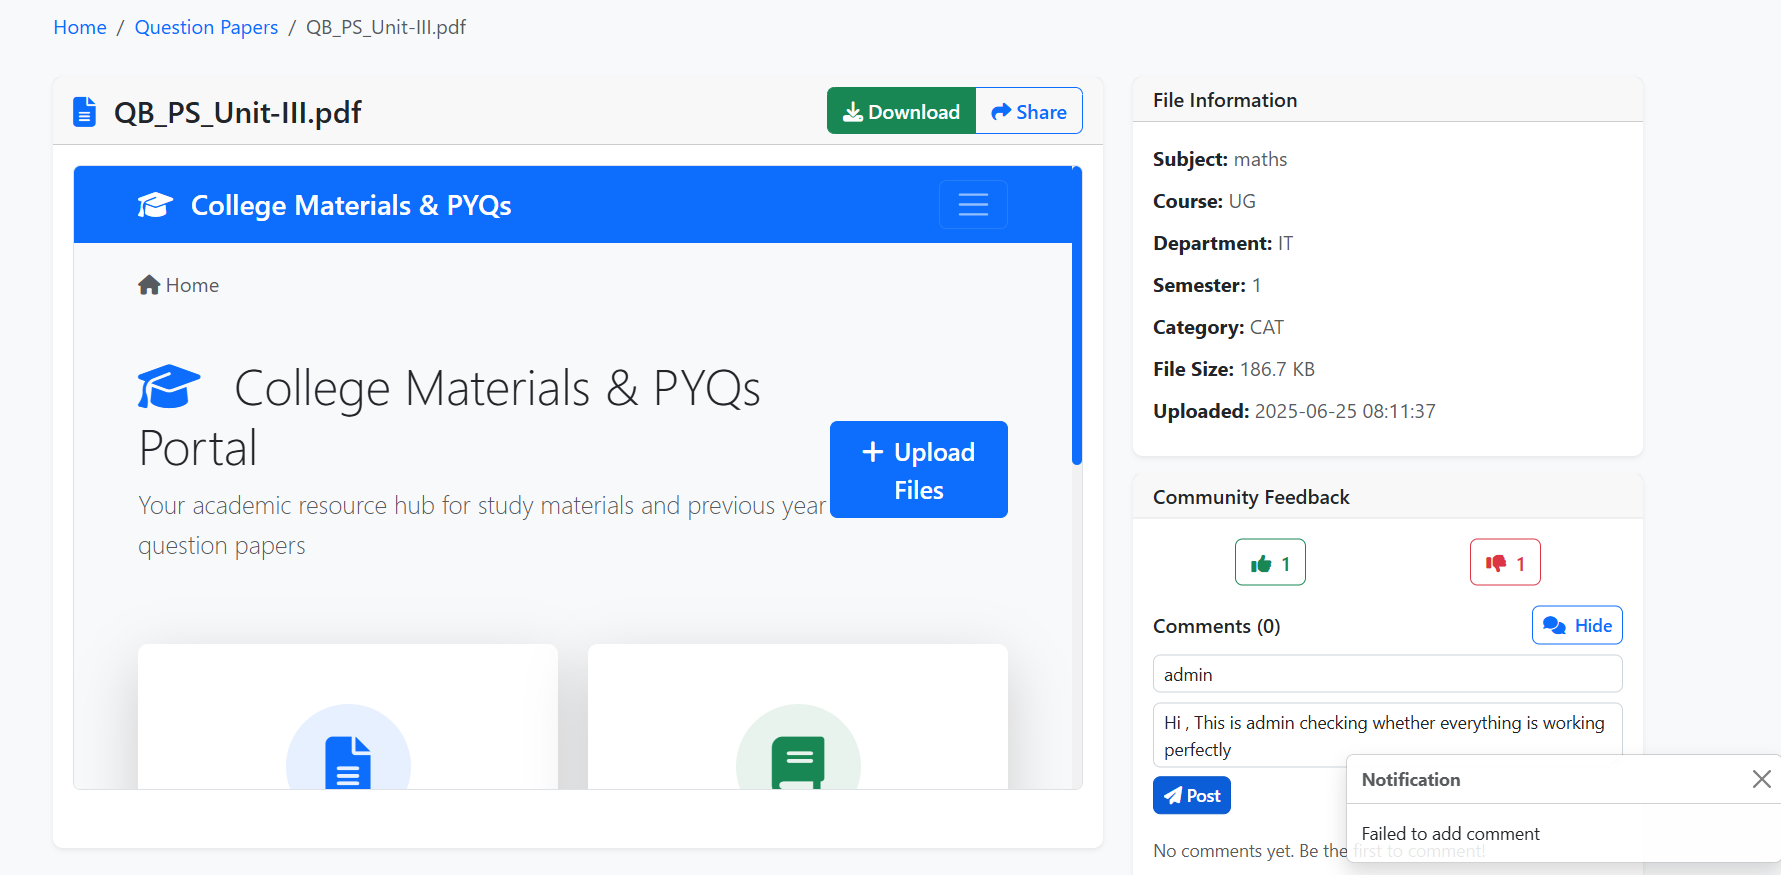 Home / Question Papers / QB_PS_Unit-III.pdf
QB_PS_Unit-III.pdf
Download
Share
College Materials & PYQs
Home
College Materials & PYQs
Portal
Your academic resource hub for study materials and previous year
question papers
Upload
Files
File Information
Subject: maths
Course: UG
Department: IT
Semester: 1
Category: CAT
File Size: 186.7 KB
Uploaded: 2025-06-25 08:11:37
Community Feedback
1
1
Comments (0)
Hide
admin
Hi , This is admin checking whether everything is working
perfectly
Post
No comments yet. Be the first to comment!
Notification
Failed to add comment